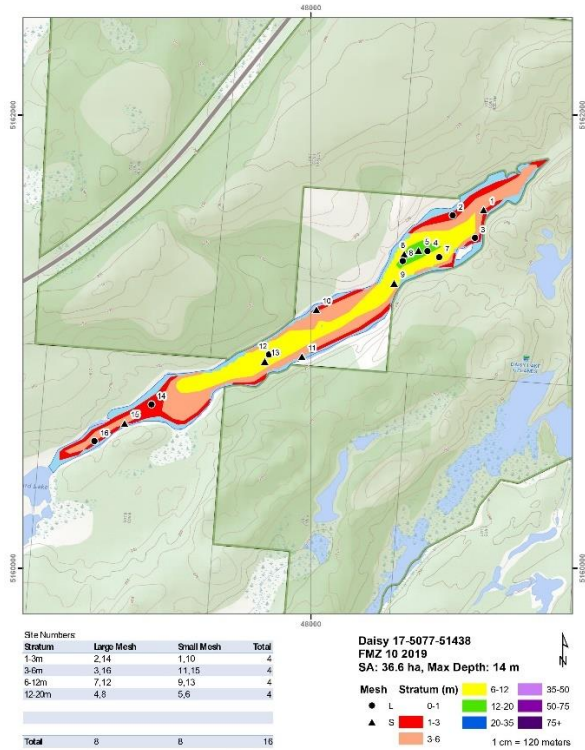 48000
5162000
5162000
2
1
3
6
5
4
8
7
9
10
12
13
11
14
15
16
5160000
5160000
48000
Site Numbers
Stratum Large Mesh Small Mesh Total
1-3m 2,14 1,10 4
3-6m 3,16 11,15 4
6-12m 7,12 9,13 4
12-20m 4,8 5,6 4
Total 8 8 16
Daisy 17-5077-51438
FMZ 10 2019
SA: 36.6 ha, Max Depth: 14 m
N
Mesh Stratum (m)
L 0-1 6-12 35-50
S 1-3 12-20 50-75
3-6 20-35 75+
1 cm = 120 meters